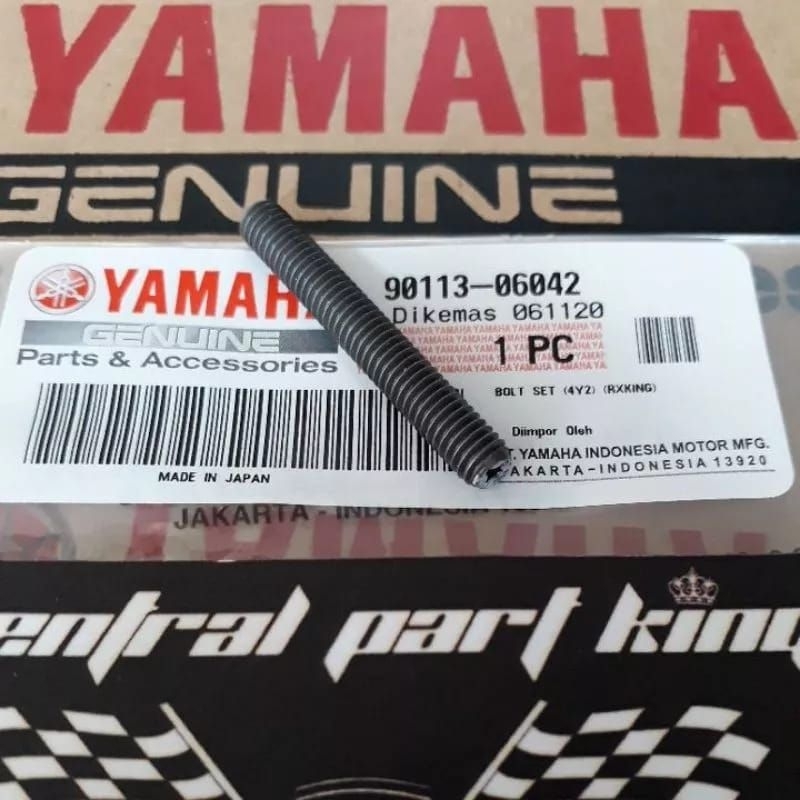 YAMAHA
GENUINE
YAMAHA
GENUINE
Parts & Accessories
90113-06042
Dikemas 061120
1 PC
BOLT SET (4Y2) (RXKING)
Diimpor Oleh
T. YAMAHA INDONESIA MOTOR MFG.
JAKARTA-INDONESIA 13920
MADE IN JAPAN
JAKARTA - INDONESIA
entral part king